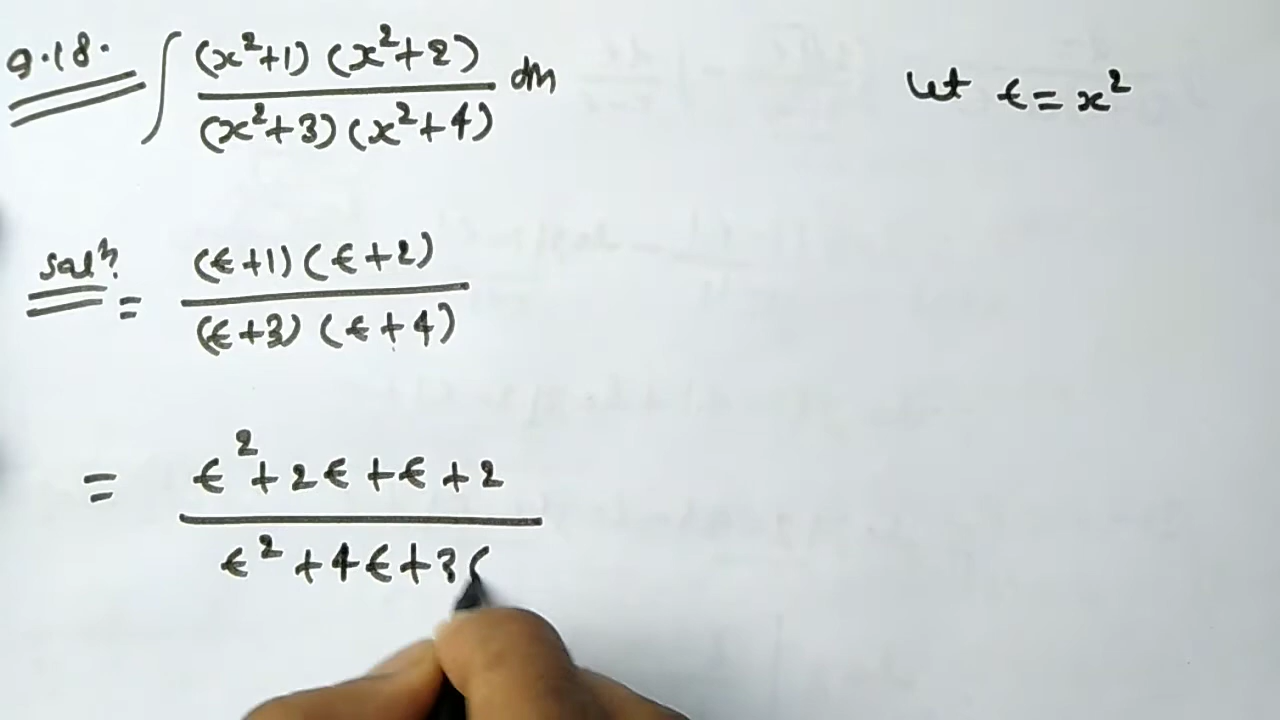 9.18. ∫ (x²+1) (x²+2) / (x²+3) (x²+4) dx
Let t = x²
Solⁿ. = (t+1) (t+2) / (t+3) (t+4)
= t²+2t+t+2 / t²+4t+3